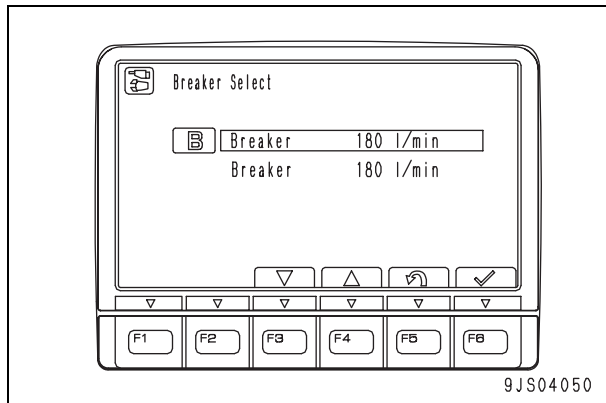 Breaker Select
B Breaker 180 l/min
Breaker 180 l/min
F1 F2 F3 F4 F5 F6
9JS04050